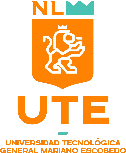 NL
UTE
UNIVERSIDAD TECNOLÓGICA
GENERAL MARIANO ESCOBEDO